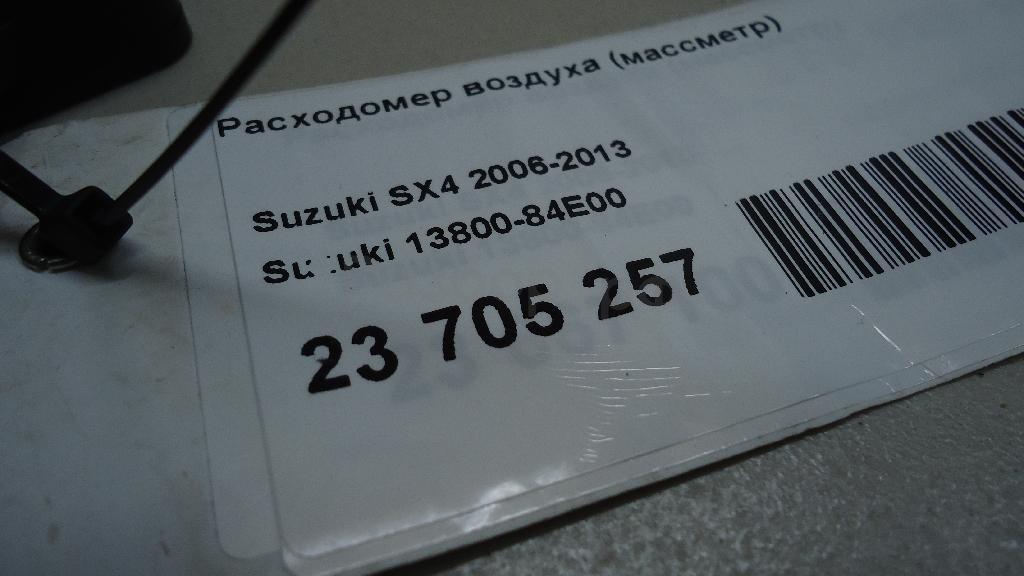 Расходомер воздуха (массметр)
Suzuki SX4 2006-2013
Suzuki 13800-84E00
23 705 257